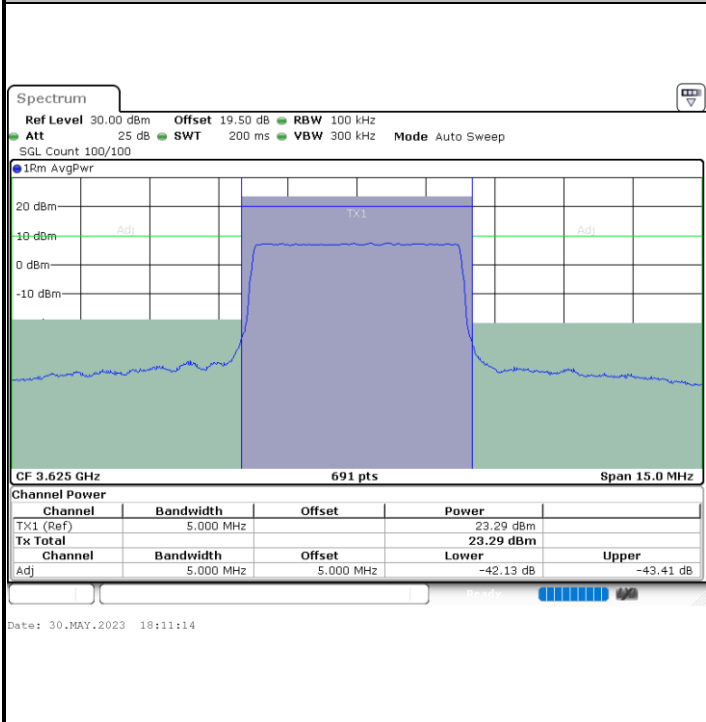 Spectrum
Ref Level 30.00 dBm Offset 19.50 dB RBW 100 kHz
Att 25 dB SWT 200 ms VBW 300 kHz Mode Auto Sweep
SGL Count 100/100
1Rm AvgPwr
20 dBm
TX1
Adj Adj
10 dBm
0 dBm
-10 dBm
CF 3.625 GHz 691 pts Span 15.0 MHz
Channel Power
Channel Bandwidth Offset Power
TX1 (Ref) 5.000 MHz 23.29 dBm
Tx Total 23.29 dBm
Channel Bandwidth Offset Lower Upper
Adj 5.000 MHz 5.000 MHz -42.13 dB -43.41 dB
Ready
Date: 30.MAY.2023 18:11:14